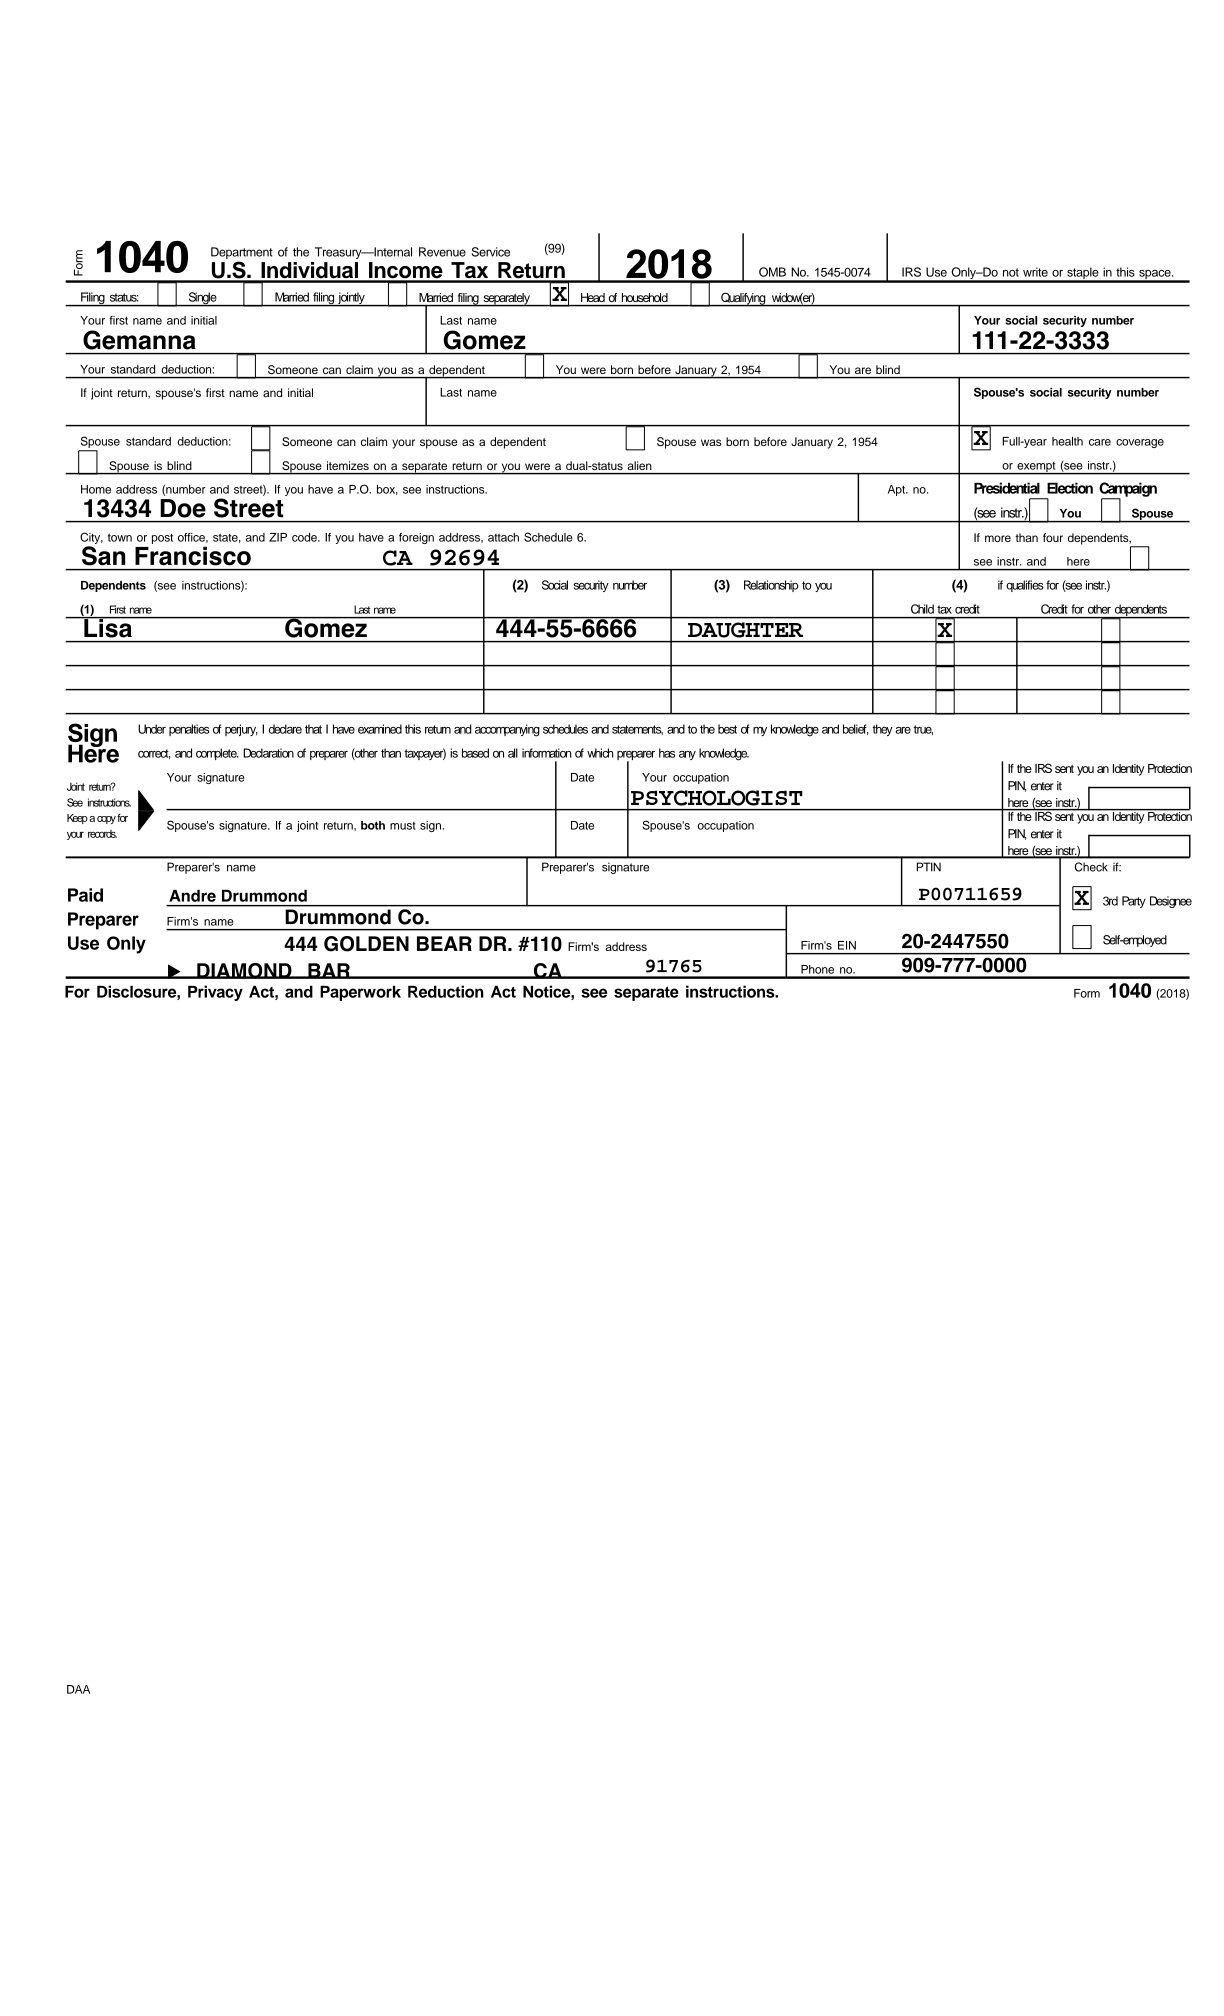 Form 1040 Department of the Treasury—Internal Revenue Service (99)
U.S. Individual Income Tax Return
2018
OMB No. 1545-0074
IRS Use Only–Do not write or staple in this space.
Filing status: Single Married filing jointly Married filing separately X Head of household Qualifying widow(er)
Your first name and initial Last name Your social security number
Gemanna Gomez 111-22-3333
Your standard deduction: Someone can claim you as a dependent You were born before January 2, 1954 You are blind
If joint return, spouse's first name and initial Last name Spouse's social security number
Spouse standard deduction: Someone can claim your spouse as a dependent Spouse was born before January 2, 1954 X Full-year health care coverage
Spouse is blind Spouse itemizes on a separate return or you were a dual-status alien or exempt (see instr.)
Home address (number and street). If you have a P.O. box, see instructions. Apt. no. Presidential Election Campaign
13434 Doe Street (see instr.) You Spouse
City, town or post office, state, and ZIP code. If you have a foreign address, attach Schedule 6. If more than four dependents,
San Francisco CA 92694 see instr. and here
Dependents (see instructions): (2) Social security number (3) Relationship to you (4) if qualifies for (see instr.)
(1) First name Last name Child tax credit Credit for other dependents
Lisa Gomez 444-55-6666 DAUGHTER X
Sign Here
Under penalties of perjury, I declare that I have examined this return and accompanying schedules and statements, and to the best of my knowledge and belief, they are true,
correct, and complete. Declaration of preparer (other than taxpayer) is based on all information of which preparer has any knowledge.
Joint return?
See instructions.
Keep a copy for
your records.
Your signature Date Your occupation If the IRS sent you an Identity Protection
PIN, enter it
PSYCHOLOGIST here (see instr.)
Spouse's signature. If a joint return, both must sign. Date Spouse's occupation If the IRS sent you an Identity Protection
PIN, enter it
here (see instr.)
Paid
Preparer
Use Only
Preparer's name Preparer's signature PTIN Check if:
Andre Drummond P00711659 X 3rd Party Designee
Firm's name Drummond Co.
444 GOLDEN BEAR DR. #110 Firm's address Firm's EIN 20-2447550 Self-employed
DIAMOND BAR CA 91765 Phone no. 909-777-0000
For Disclosure, Privacy Act, and Paperwork Reduction Act Notice, see separate instructions. Form 1040 (2018)
DAA